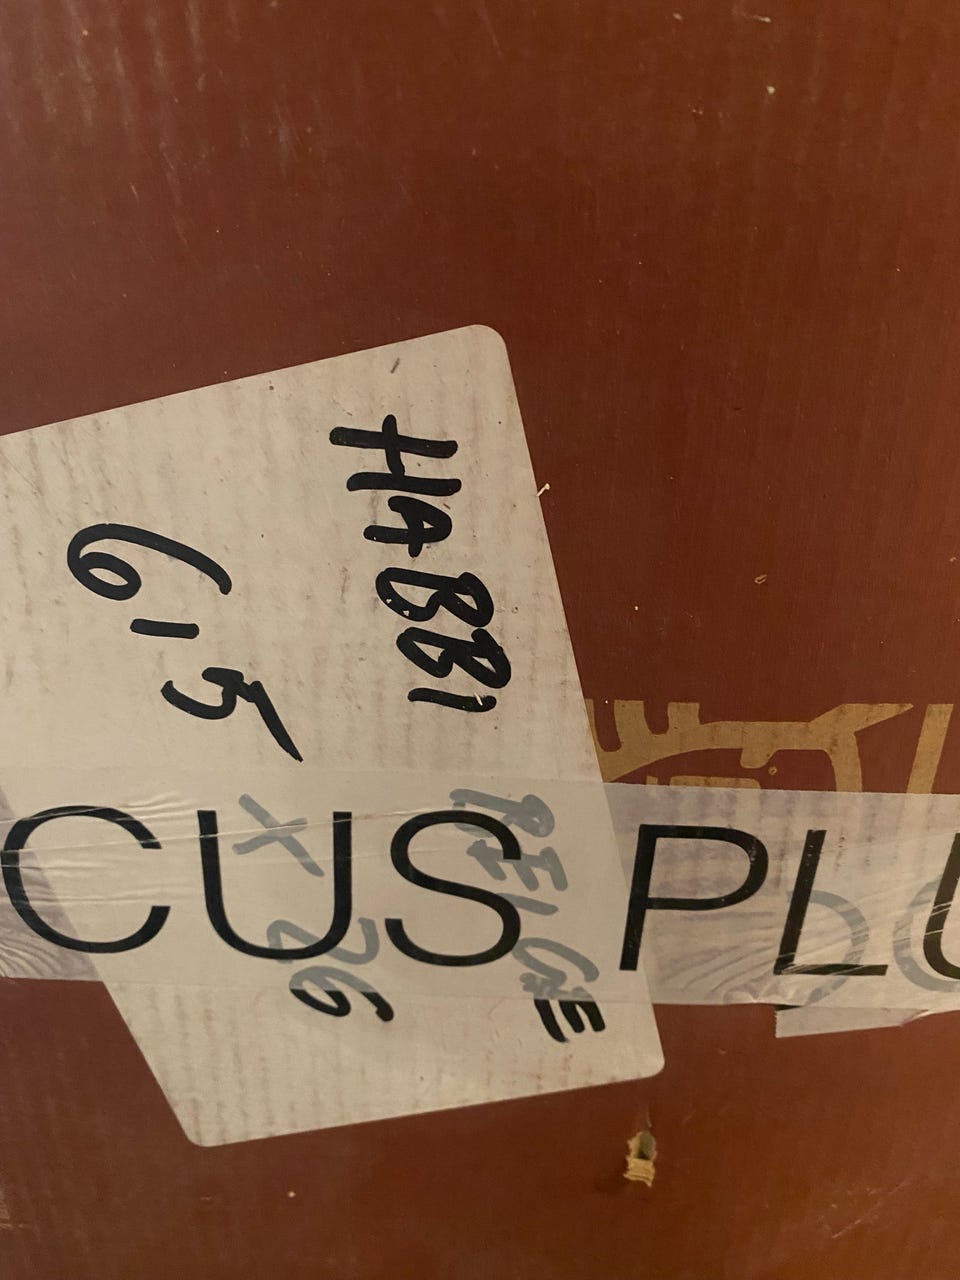 HABBI BEIGE
6,5 X 26
CUS PLU